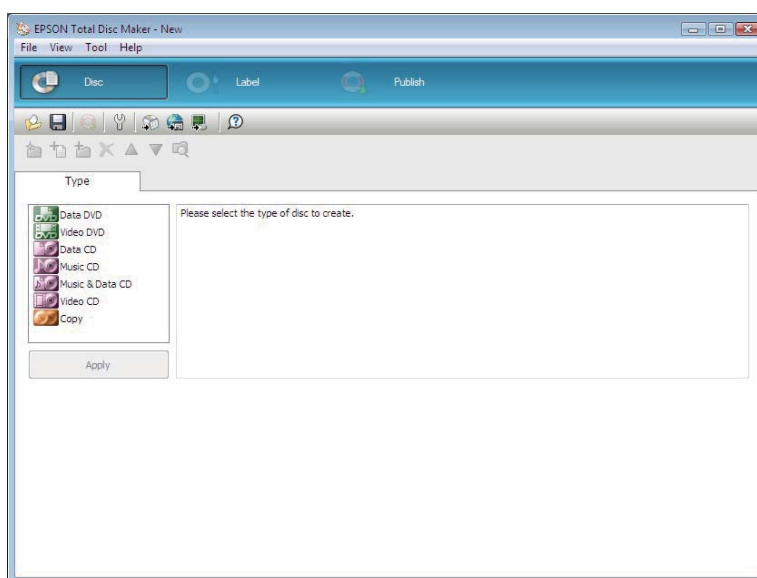 EPSON Total Disc Maker - New
File View Tool Help
Disc Label Publish
Type
Data DVD
Video DVD
Data CD
Music CD
Music & Data CD
Video CD
Copy
Please select the type of disc to create.
Apply